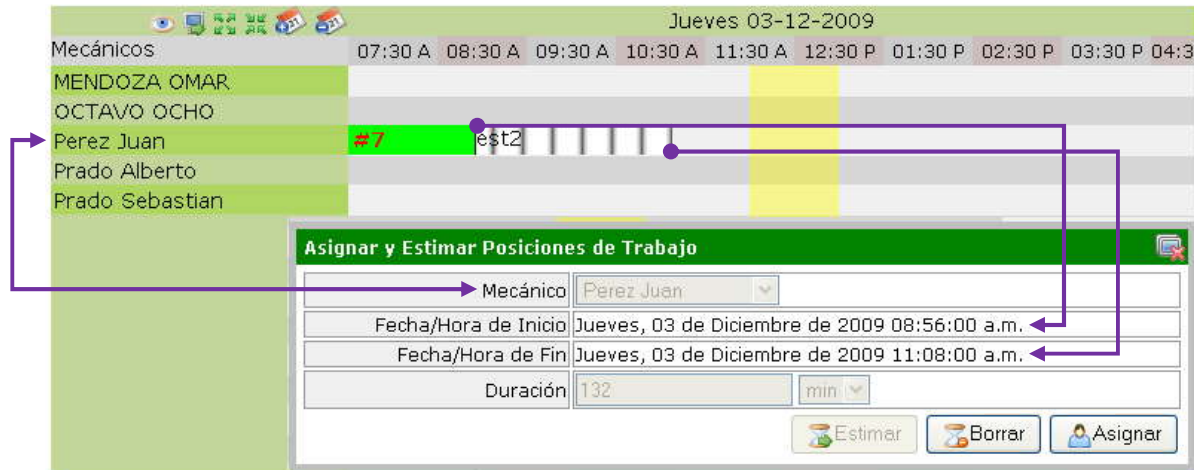 Jueves 03-12-2009
Mecánicos 07:30 A 08:30 A 09:30 A 10:30 A 11:30 A 12:30 P 01:30 P 02:30 P 03:30 P 04:3
MENDOZA OMAR
OCTAVO OCHO
Perez Juan #7 est2
Prado Alberto
Prado Sebastian
Asignar y Estimar Posiciones de Trabajo
Mecánico Perez Juan
Fecha/Hora de Inicio Jueves, 03 de Diciembre de 2009 08:56:00 a.m.
Fecha/Hora de Fin Jueves, 03 de Diciembre de 2009 11:08:00 a.m.
Duración 132 min
Estimar Borrar Asignar